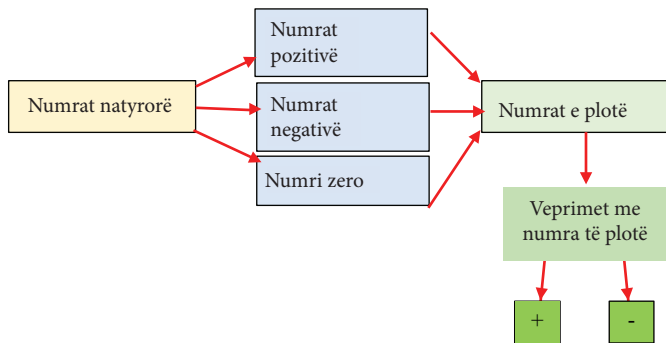 Numrat natyrorë
Numrat
pozitivë
Numrat
negativë
Numri zero
Numrat e plotë
Veprimet me
numra të plotë
+
-